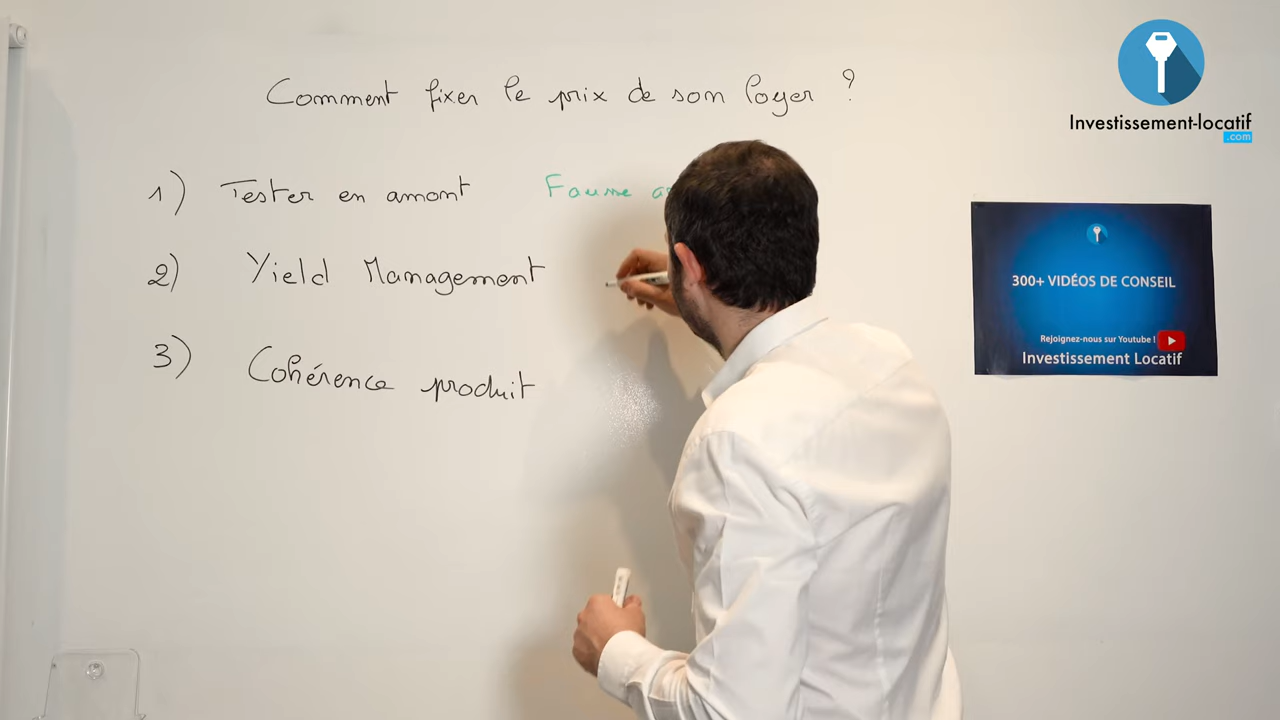 Comment fixer le prix de son loyer ?
1) Tester en amont Fausse
2) Yield Management
3) Cohérence produit
Investissement-locatif
.com
300+ VIDÉOS DE CONSEIL
Rejoignez-nous sur Youtube !
Investissement Locatif